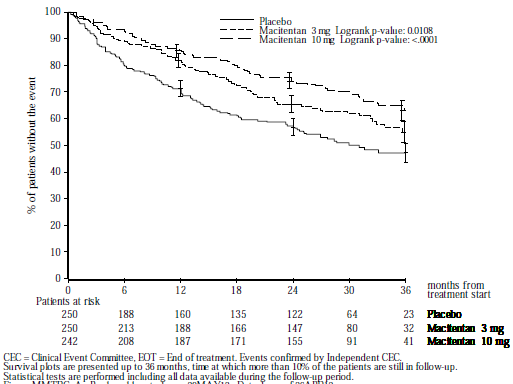 Placebo
Macitentan 3 mg Logrank p-value: 0.0108
Macitentan 10 mg Logrank p-value: <.0001
% of patients without the event
100
90
80
70
60
50
40
30
20
10
0
0 6 12 18 24 30 36
months from
treatment start
Patients at risk
250 188 160 135 122 64 23 Placebo
250 213 188 166 147 80 32 Macitentan 3 mg
242 208 187 171 155 91 41 Macitentan 10 mg
CEC = Clinical Event Committee, EOT = End of treatment. Events confirmed by Independent CEC.
Survival plots are presented up to 36 months, time at which more than 10% of the patients are still in follow-up.
Statistical tests are performed including all data available during the follow-up period.